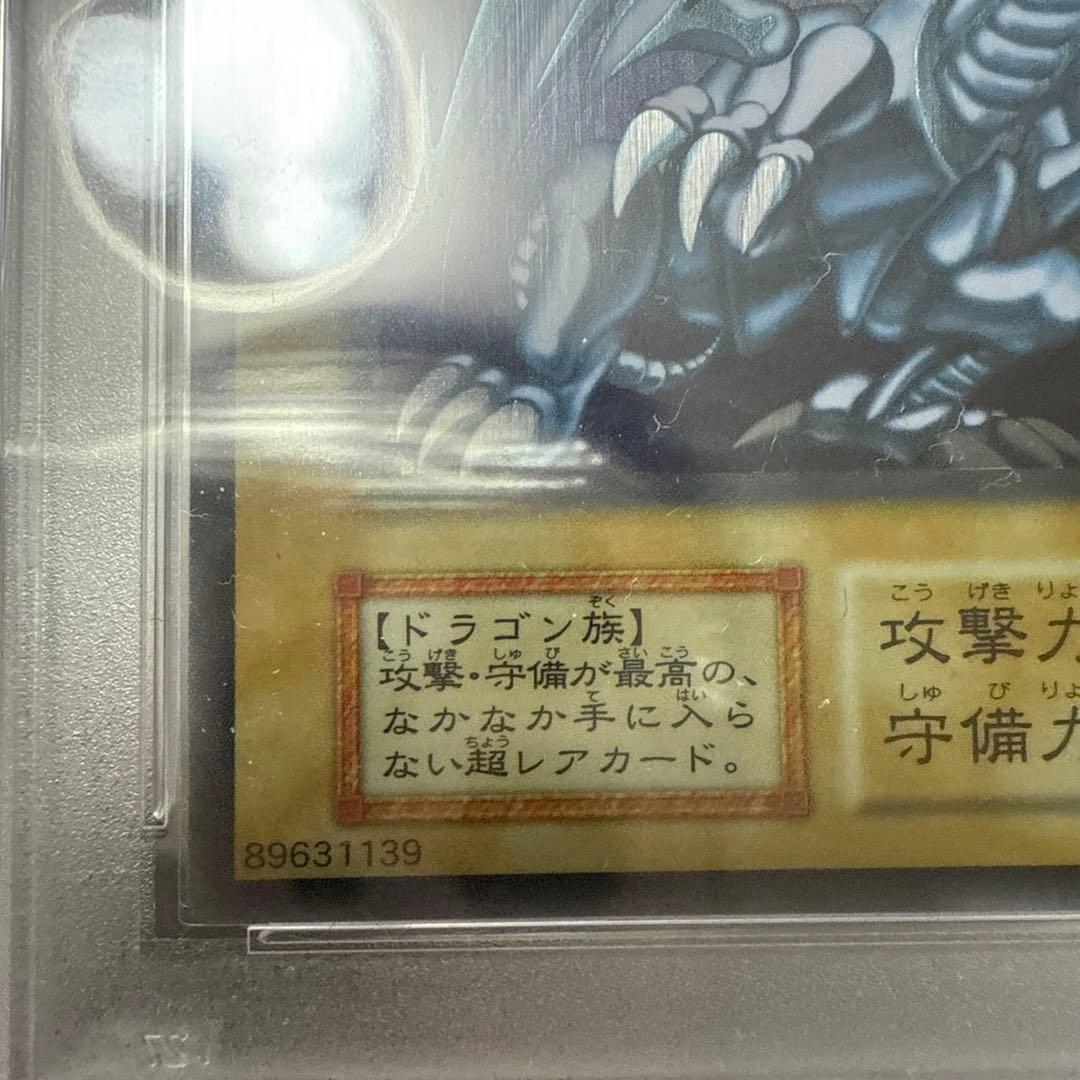 【ドラゴン族】
攻撃・守備が最高の、
なかなか手に入ら
ない超レアカード。
攻撃力
守備力
89631139